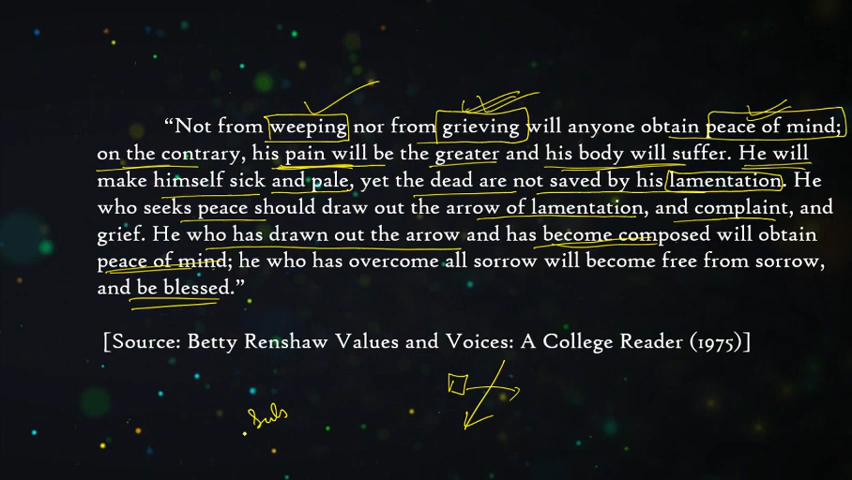 “Not from weeping nor from grieving will anyone obtain peace of mind;
on the contrary, his pain will be the greater and his body will suffer. He will
make himself sick and pale, yet the dead are not saved by his lamentation. He
who seeks peace should draw out the arrow of lamentation, and complaint, and
grief. He who has drawn out the arrow and has become composed will obtain
peace of mind; he who has overcome all sorrow will become free from sorrow,
and be blessed.”
[Source: Betty Renshaw Values and Voices: A College Reader (1975)]